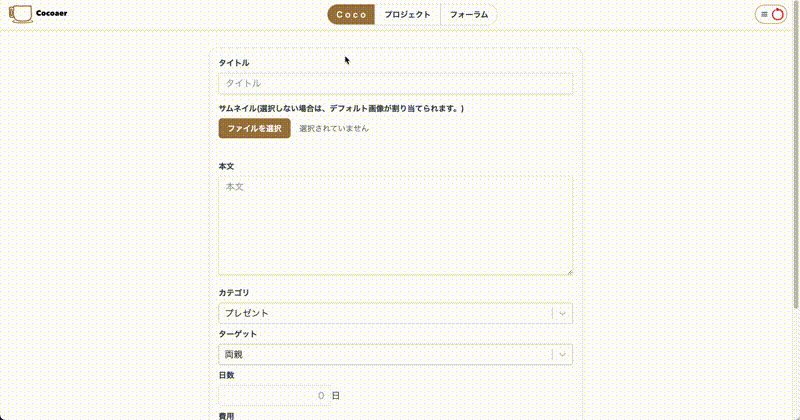 Cocoaer
Coco プロジェクト フォーラム
タイトル
タイトル
サムネイル(選択しない場合は、デフォルト画像が割り当てられます。)
ファイルを選択 選択されていません
本文
本文
カテゴリ
プレゼント
ターゲット
両親
日数
0 日
費用